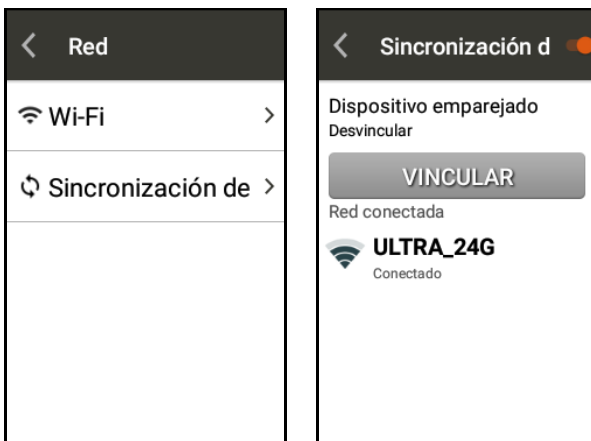 Red
Wi-Fi
Sincronización de
Sincronización d
Dispositivo emparejado
Desvincular
VINCULAR
Red conectada
ULTRA_24G
Conectado